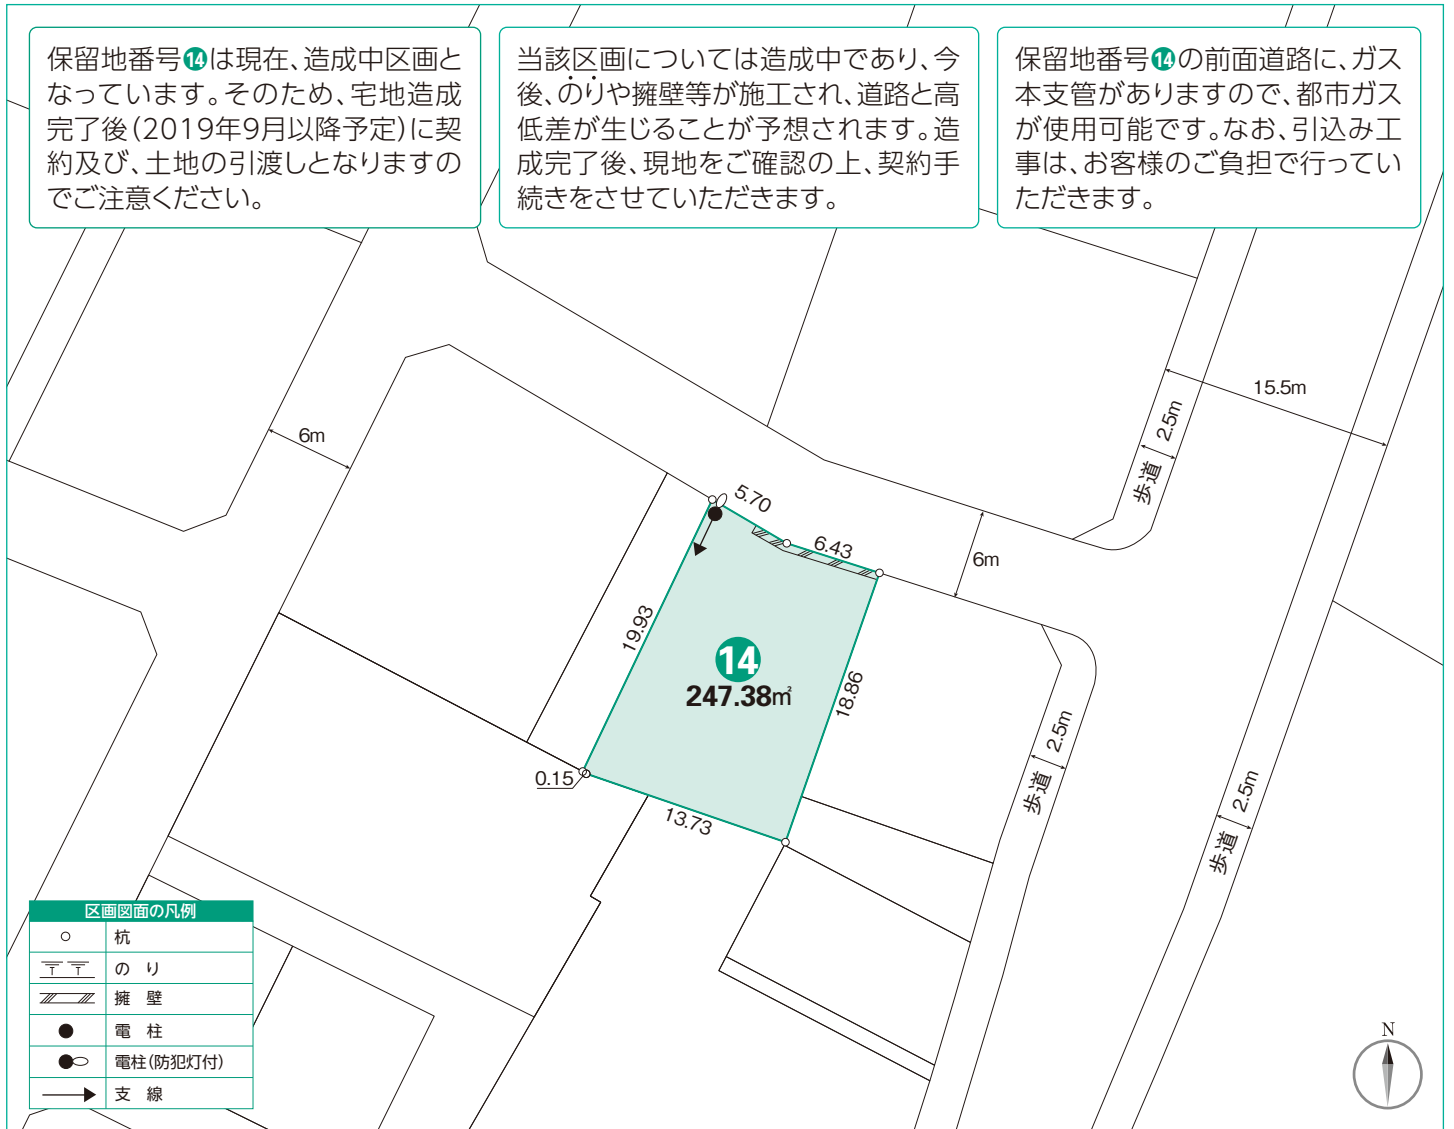 保留地番号⓮は現在、造成中区画と
なっています。そのため、宅地造成
完了後(2019年9月以降予定)に契
約及び、土地の引渡しとなりますの
でご注意ください。
当該区画については造成中であり、今
後、のりや擁壁等が施工され、道路と高
低差が生じることが予想されます。造
成完了後、現地をご確認の上、契約手
続きをさせていただきます。
保留地番号⓮の前面道路に、ガス
本支管がありますので、都市ガス
が使用可能です。なお、引込み工
事は、お客様のご負担で行ってい
ただきます。
15.5m
2.5m
歩道
6m
5.70
6.43
6m
19.93
⓮
247.38㎡
18.86
0.15
13.73
2.5m
歩道
2.5m
歩道
区画図面の凡例
杭
のり
擁壁
電柱
電柱(防犯灯付)
支線
N